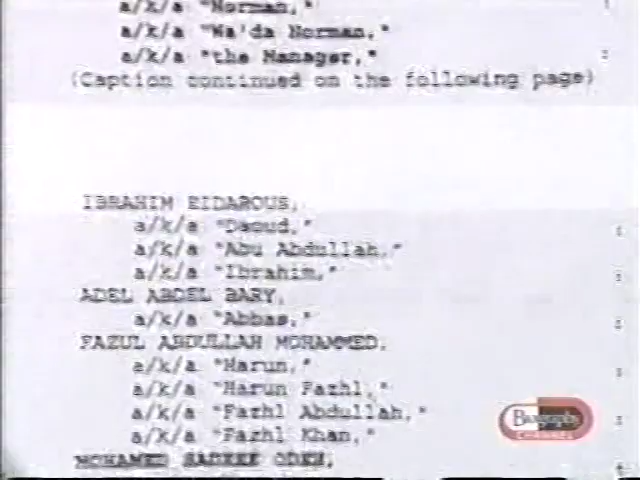 a/k/a "Norman,"
a/k/a "Wa'da Norman,"
a/k/a "the Manager,"
(Caption continued on the following page)
IBRAHIM EIDAROUS,
a/k/a "Daoud,"
a/k/a "Abu Abdullah,"
a/k/a "Ibrahim,"
ADEL ABDEL BARY,
a/k/a "Abbas,"
FAZUL ABDULLAH MOHAMMED,
a/k/a "Harun,"
a/k/a "Harun Fazhl,"
a/k/a "Fazhl Abdullah,"
a/k/a "Fazhl Khan,"
MOHAMED SADEEK ODEH,
Biography
CHANNEL